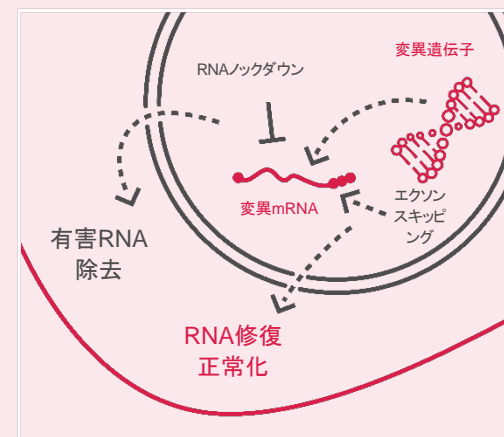 変異遺伝子
RNAノックダウン
変異mRNA
エクソン
スキッピ
ング
有害RNA
除去
RNA修復
正常化